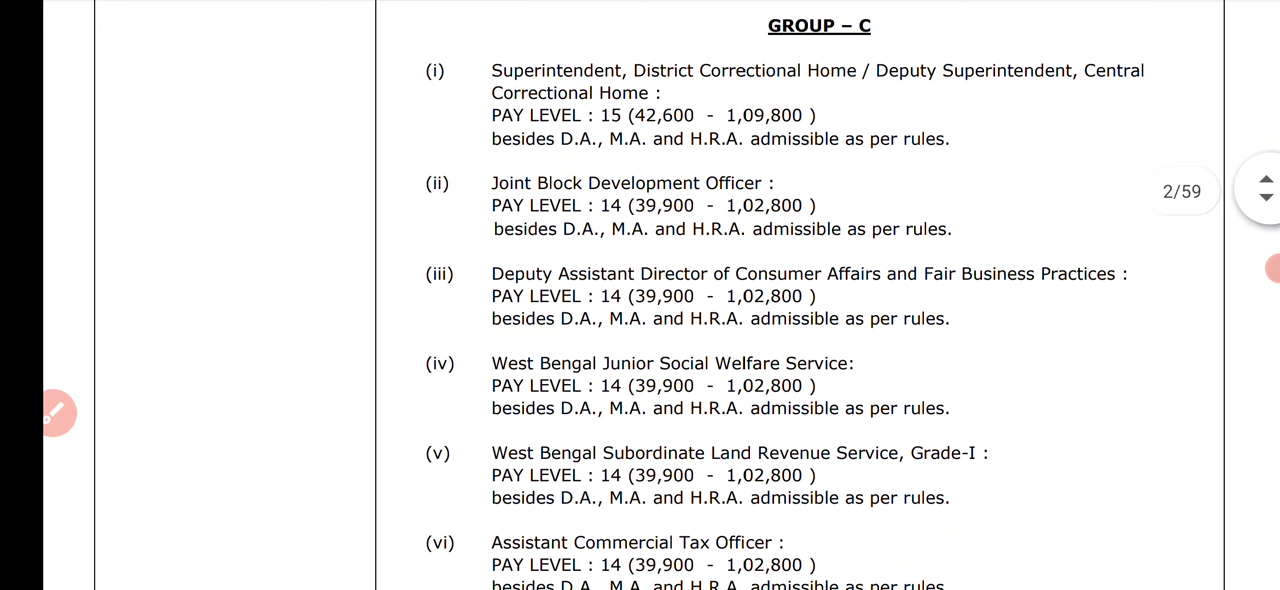 GROUP – C
(i) Superintendent, District Correctional Home / Deputy Superintendent, Central
Correctional Home :
PAY LEVEL : 15 (42,600 - 1,09,800 )
besides D.A., M.A. and H.R.A. admissible as per rules.
(ii) Joint Block Development Officer :
PAY LEVEL : 14 (39,900 - 1,02,800 )
besides D.A., M.A. and H.R.A. admissible as per rules.
2/59
(iii) Deputy Assistant Director of Consumer Affairs and Fair Business Practices :
PAY LEVEL : 14 (39,900 - 1,02,800 )
besides D.A., M.A. and H.R.A. admissible as per rules.
(iv) West Bengal Junior Social Welfare Service:
PAY LEVEL : 14 (39,900 - 1,02,800 )
besides D.A., M.A. and H.R.A. admissible as per rules.
(v) West Bengal Subordinate Land Revenue Service, Grade-I :
PAY LEVEL : 14 (39,900 - 1,02,800 )
besides D.A., M.A. and H.R.A. admissible as per rules.
(vi) Assistant Commercial Tax Officer :
PAY LEVEL : 14 (39,900 - 1,02,800 )
besides D.A., M.A. and H.R.A. admissible as per rules.